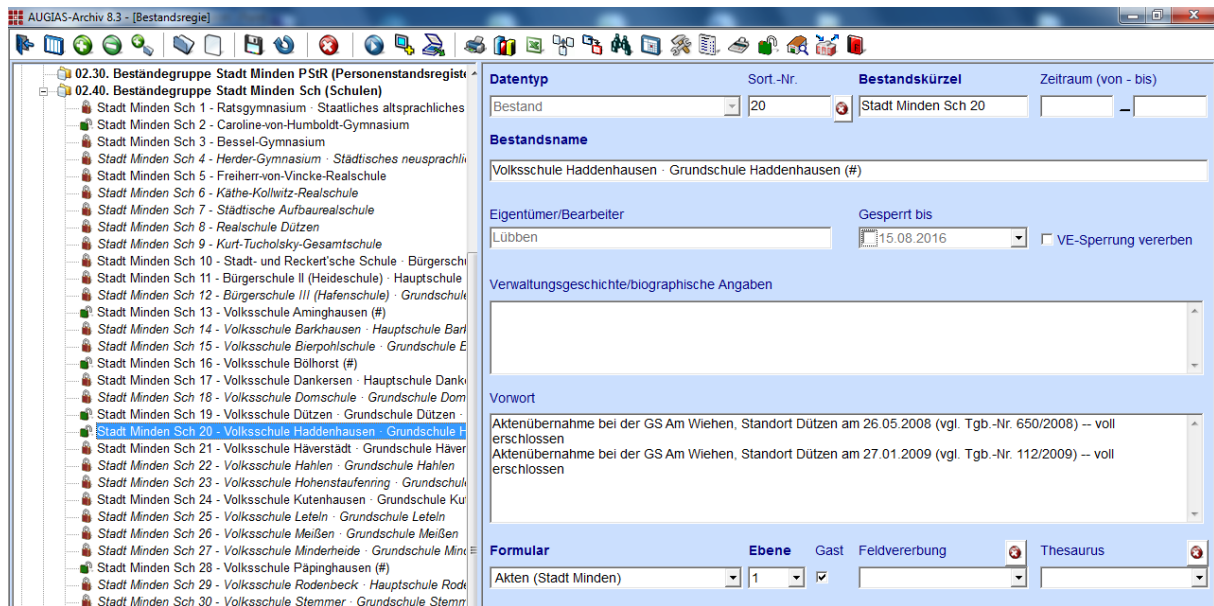 AUGIAS-Archiv 8.3 - [Bestandsregie]
02.30. Beständegruppe Stadt Minden PStR (Personenstandsregiste
02.40. Beständegruppe Stadt Minden Sch (Schulen)
Stadt Minden Sch 1 - Ratsgymnasium · Staatliches altsprachliches
Stadt Minden Sch 2 - Caroline-von-Humboldt-Gymnasium
Stadt Minden Sch 3 - Bessel-Gymnasium
Stadt Minden Sch 4 - Herder-Gymnasium · Städtisches neusprachli
Stadt Minden Sch 5 - Freiherr-von-Vincke-Realschule
Stadt Minden Sch 6 - Käthe-Kollwitz-Realschule
Stadt Minden Sch 7 - Städtische Aufbaurealschule
Stadt Minden Sch 8 - Realschule Dützen
Stadt Minden Sch 9 - Kurt-Tucholsky-Gesamtschule
Stadt Minden Sch 10 - Stadt- und Reckert'sche Schule · Bürgersch
Stadt Minden Sch 11 - Bürgerschule II (Heideschule) · Hauptschule
Stadt Minden Sch 12 - Bürgerschule III (Hafenschule) · Grundschule
Stadt Minden Sch 13 - Volksschule Aminghausen (#)
Stadt Minden Sch 14 - Volksschule Barkhausen · Hauptschule Bark
Stadt Minden Sch 15 - Volksschule Bierpohlschule · Grundschule B
Stadt Minden Sch 16 - Volksschule Bölhorst (#)
Stadt Minden Sch 17 - Volksschule Dankersen · Hauptschule Danke
Stadt Minden Sch 18 - Volksschule Domschule · Grundschule Dom
Stadt Minden Sch 19 - Volksschule Dützen · Grundschule Dützen ·
Stadt Minden Sch 20 - Volksschule Haddenhausen · Grundschule H
Stadt Minden Sch 21 - Volksschule Häverstädt · Grundschule Häver
Stadt Minden Sch 22 - Volksschule Hahlen · Grundschule Hahlen
Stadt Minden Sch 23 - Volksschule Hohenstaufenring · Grundschule
Stadt Minden Sch 24 - Volksschule Kutenhausen · Grundschule Ku
Stadt Minden Sch 25 - Volksschule Leteln · Grundschule Leteln
Stadt Minden Sch 26 - Volksschule Meißen · Grundschule Meißen
Stadt Minden Sch 27 - Volksschule Minderheide · Grundschule Mind
Stadt Minden Sch 28 - Volksschule Päpinghausen (#)
Stadt Minden Sch 29 - Volksschule Rodenbeck · Hauptschule Rode
Stadt Minden Sch 30 - Volksschule Stemmer · Grundschule Stemm
Datentyp Sort.-Nr. Bestandskürzel Zeitraum (von - bis)
Bestand 20 Stadt Minden Sch 20 –
Bestandsname
Volksschule Haddenhausen · Grundschule Haddenhausen (#)
Eigentümer/Bearbeiter Gesperrt bis
Lübben 15.08.2016 VE-Sperrung vererben
Verwaltungsgeschichte/biographische Angaben
Vorwort
Aktenübernahme bei der GS Am Wiehen, Standort Dützen am 26.05.2008 (vgl. Tgb.-Nr. 650/2008) -- voll
erschlossen
Aktenübernahme bei der GS Am Wiehen, Standort Dützen am 27.01.2009 (vgl. Tgb.-Nr. 112/2009) -- voll
erschlossen
Formular Ebene Gast Feldvererbung Thesaurus
Akten (Stadt Minden) 1